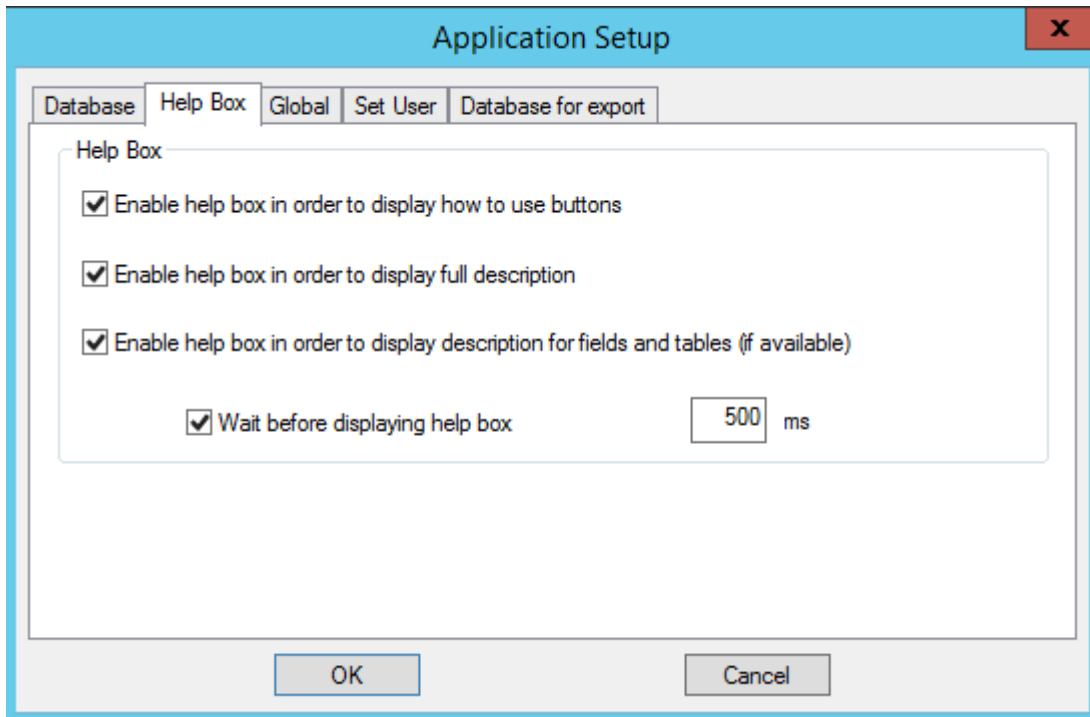 Application Setup
x
Database Help Box Global Set User Database for export
Help Box
Enable help box in order to display how to use buttons
Enable help box in order to display full description
Enable help box in order to display description for fields and tables (if available)
Wait before displaying help box 500 ms
OK Cancel